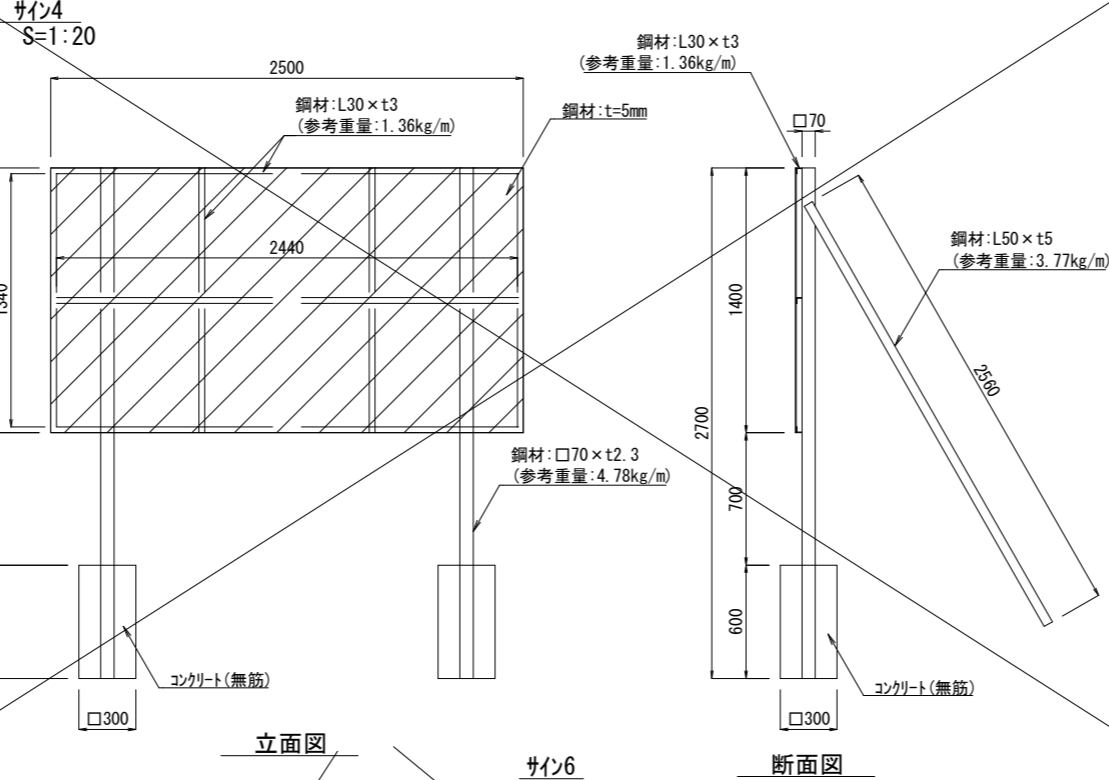 サイン4
S=1:20
2500
鋼材:L30×t3
(参考重量:1.36kg/m)
鋼材:t=5mm
鋼材:L30×t3
(参考重量:1.36kg/m)
□70
2440
1340
鋼材:L50×t5
(参考重量:3.77kg/m)
1400
2560
2700
鋼材:□70×t2.3
(参考重量:4.78kg/m)
700
600
コンクリート(無筋)
コンクリート(無筋)
□300
□300
立面図
サイン6
断面図